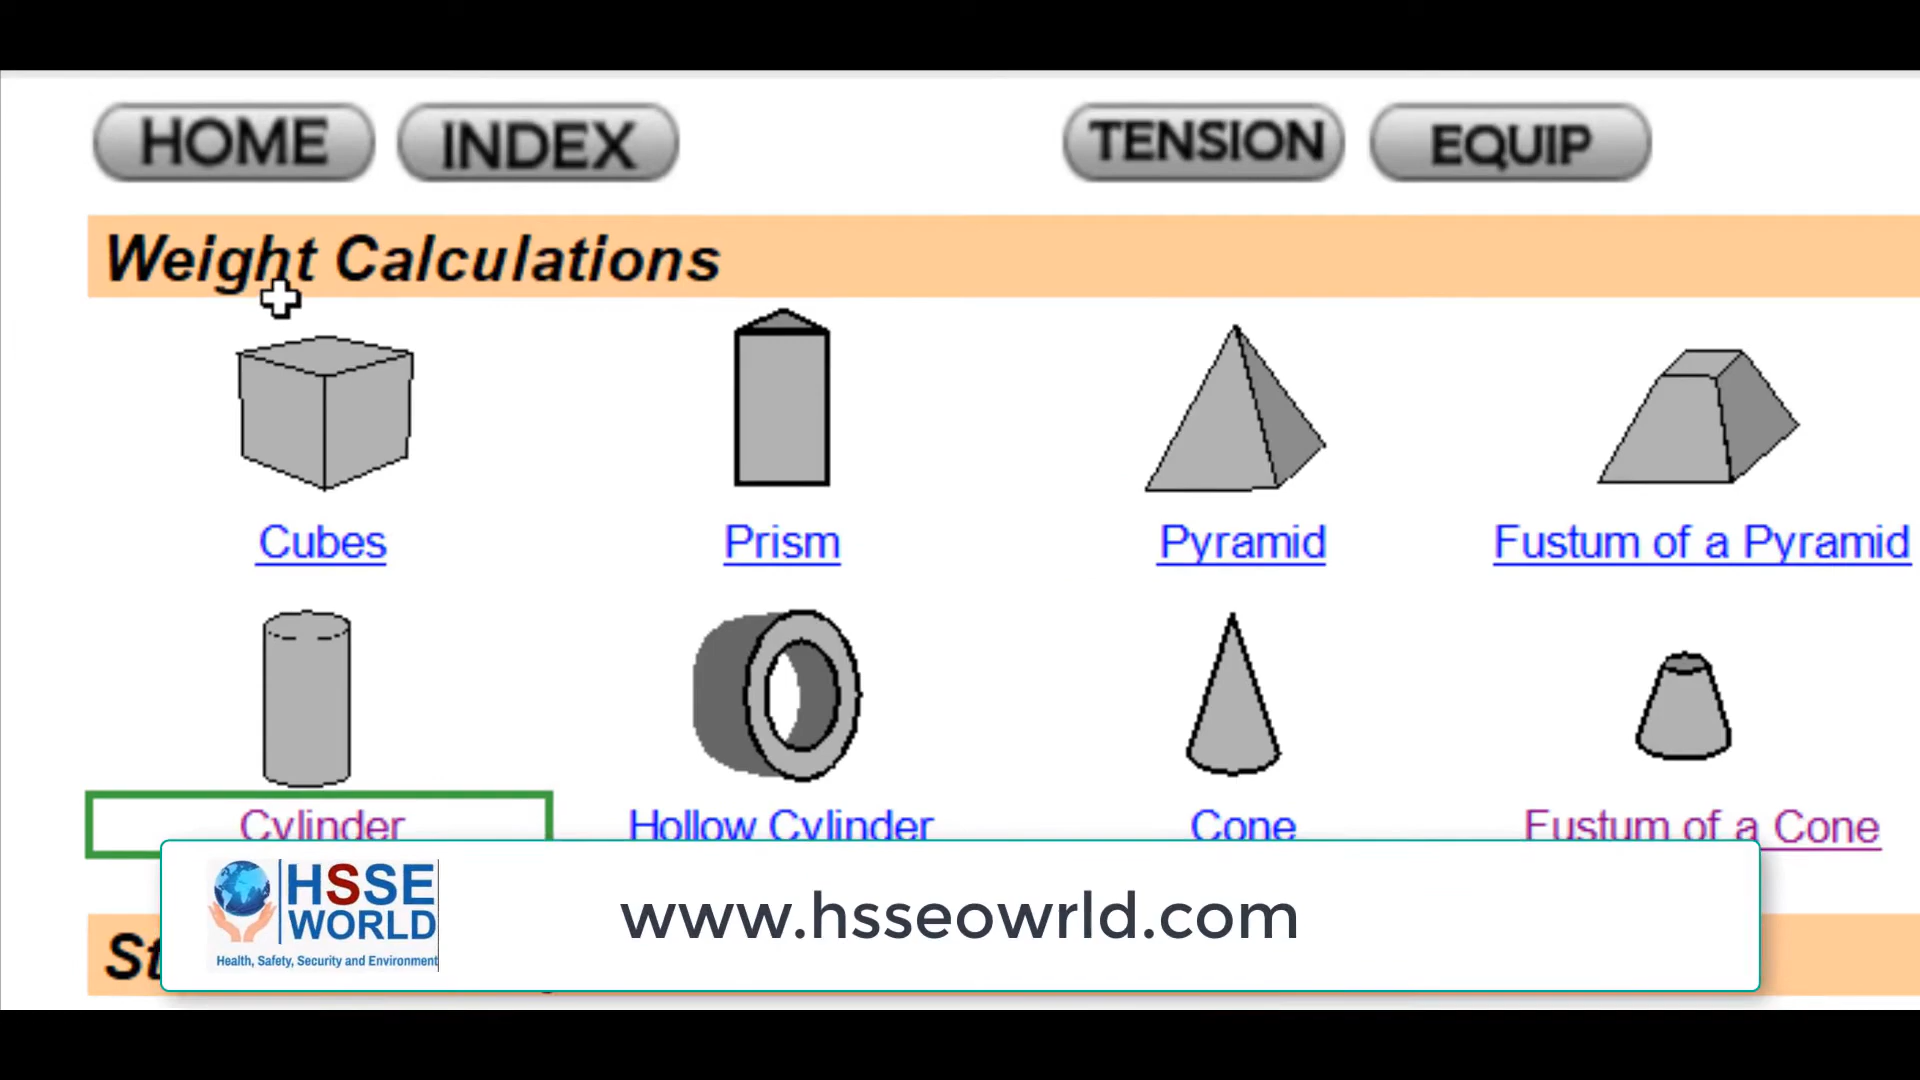 HOME INDEX TENSION EQUIP
Weight Calculations
Cubes Prism Pyramid Fustum of a Pyramid
Cylinder Hollow Cylinder Cone Fustum of a Cone
HSSE
WORLD
Health, Safety, Security and Environment
www.hsseowrld.com
St